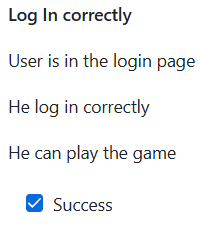 Log In correctly
User is in the login page
He log in correctly
He can play the game
Success